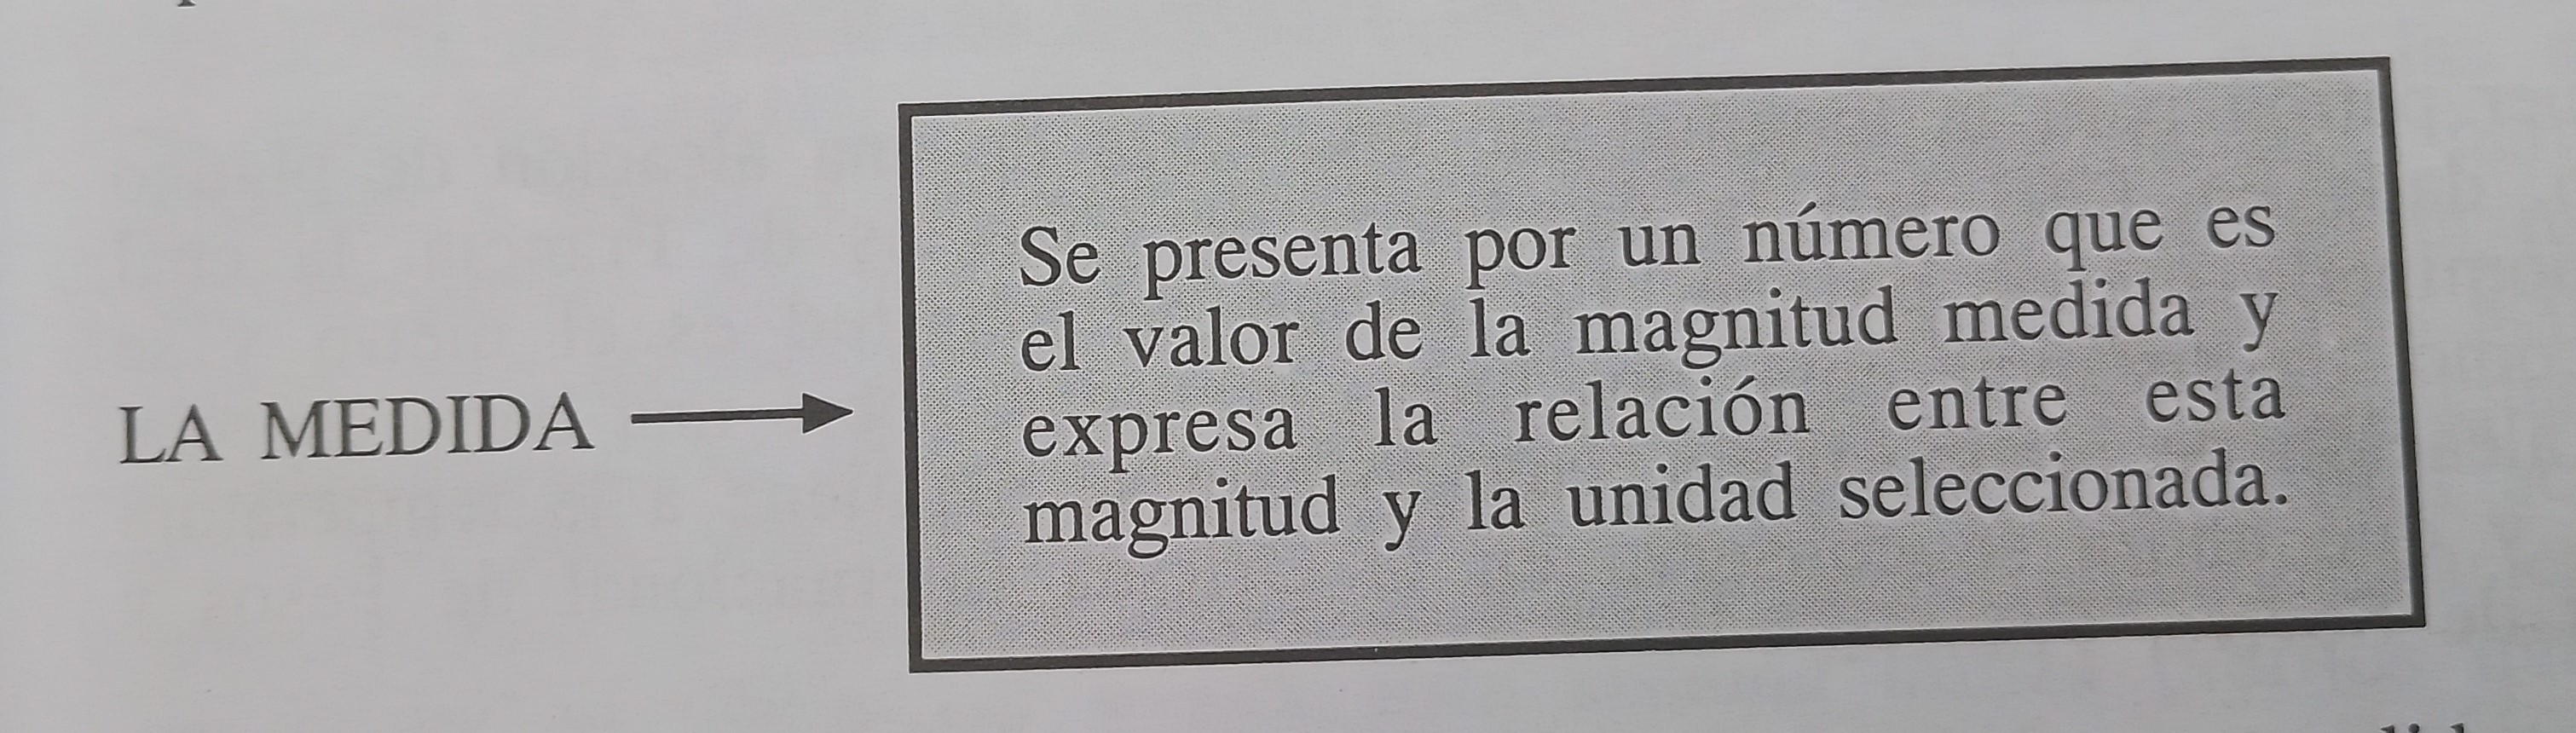 LA MEDIDA
Se presenta por un número que es
el valor de la magnitud medida y
expresa la relación entre esta
magnitud y la unidad seleccionada.